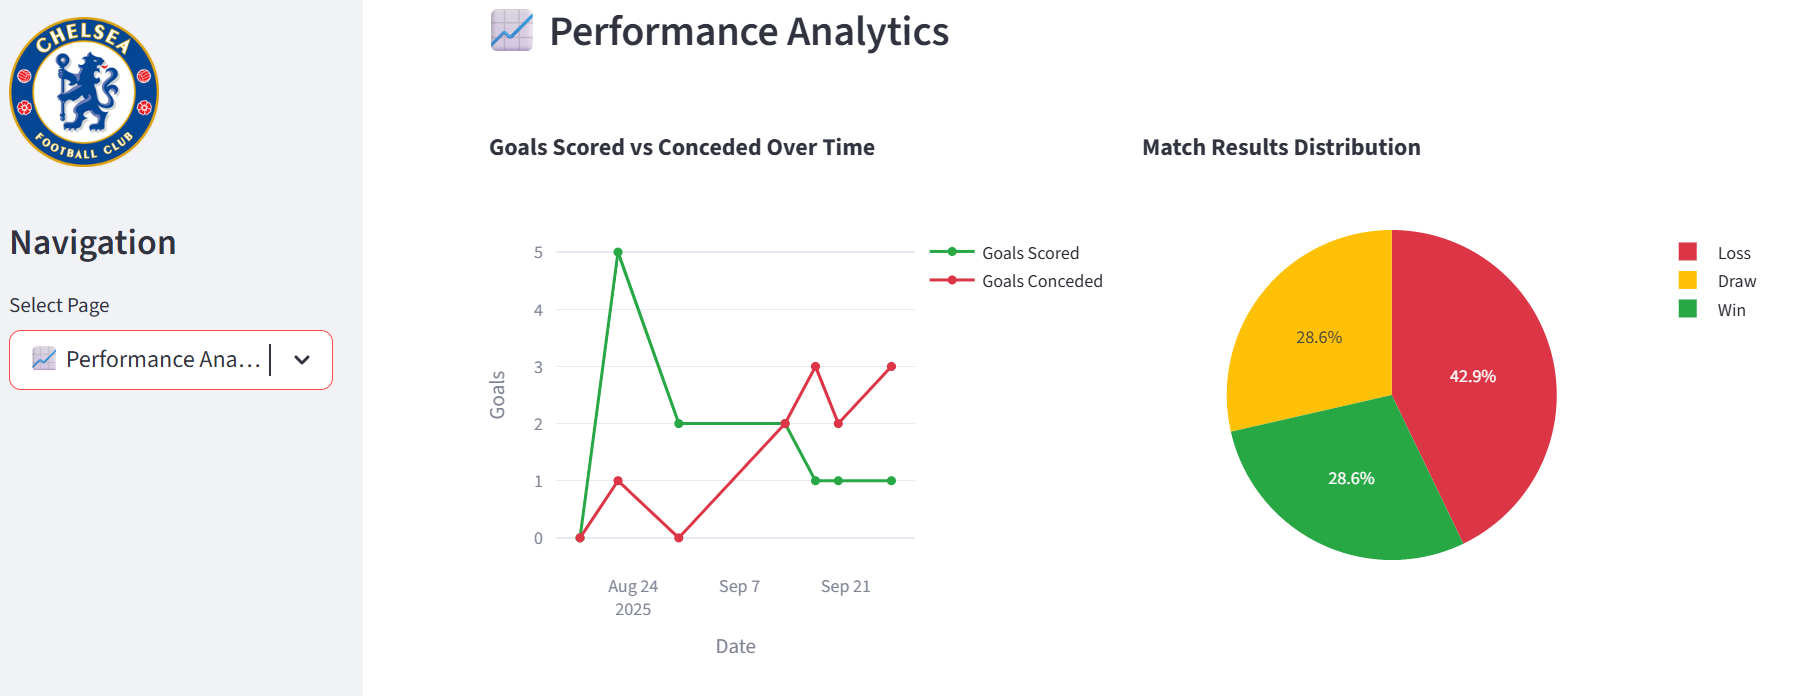 CHELSEA
FOOTBALL CLUB
Navigation
Select Page
Performance Ana...
Performance Analytics
Goals Scored vs Conceded Over Time
5
4
3
2
1
0
Goals
Aug 24
2025
Sep 7
Sep 21
Date
Goals Scored
Goals Conceded
Match Results Distribution
28.6%
42.9%
28.6%
Loss
Draw
Win